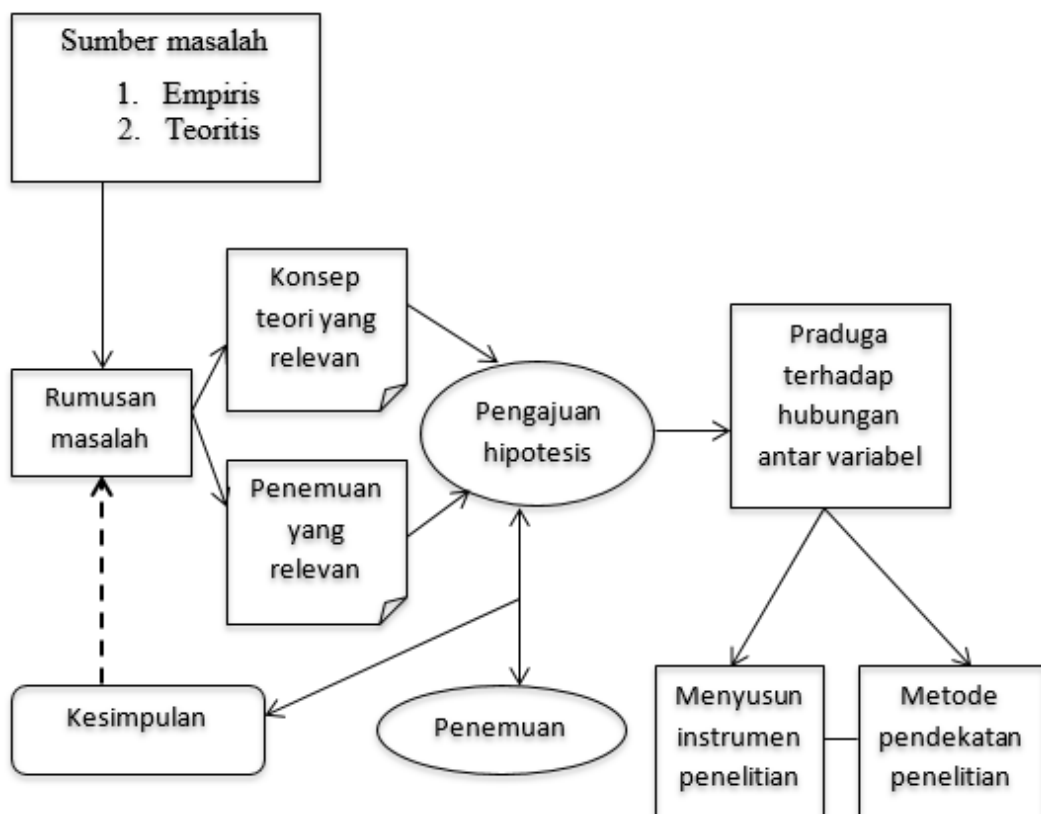 Sumber masalah
1. Empiris
2. Teoritis
Konsep
teori yang
relevan
Praduga
terhadap
hubungan
antar variabel
Rumusan
masalah
Pengajuan
hipotesis
Penemuan
yang
relevan
Kesimpulan
Penemuan
Menyusun
instrumen
penelitian
Metode
pendekatan
penelitian